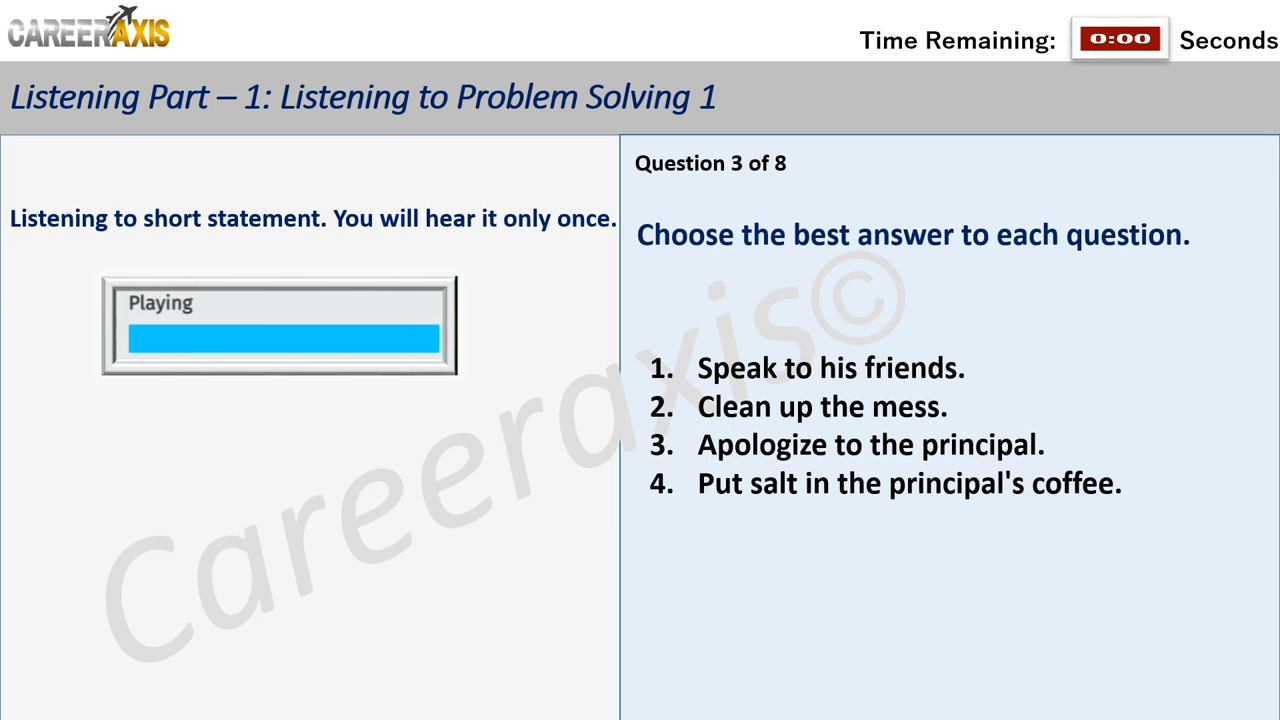 CAREERAXIS
Time Remaining: 0:00 Seconds
Listening Part – 1: Listening to Problem Solving 1
Listening to short statement. You will hear it only once.
Playing
Question 3 of 8
Choose the best answer to each question.
1. Speak to his friends.
2. Clean up the mess.
3. Apologize to the principal.
4. Put salt in the principal's coffee.
Careeraxis©